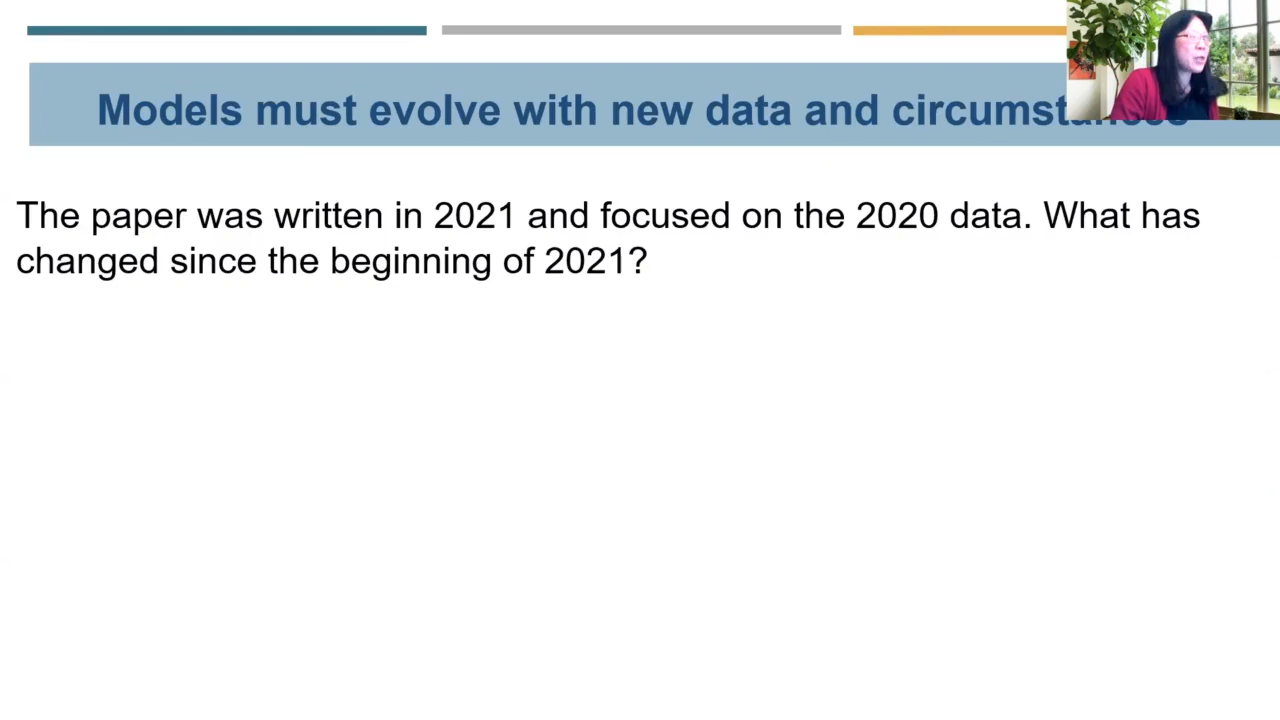 Models must evolve with new data and
The paper was written in 2021 and focused on the 2020 data. What has
changed since the beginning of 2021?